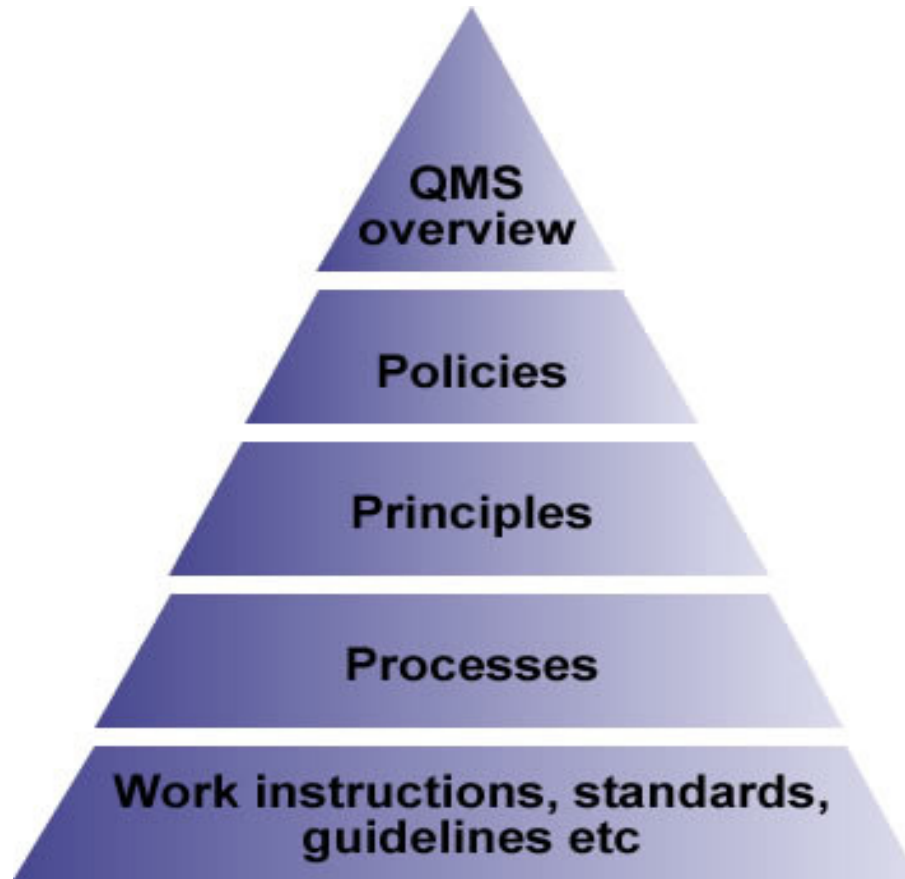 QMS
overview
Policies
Principles
Processes
Work instructions, standards,
guidelines etc